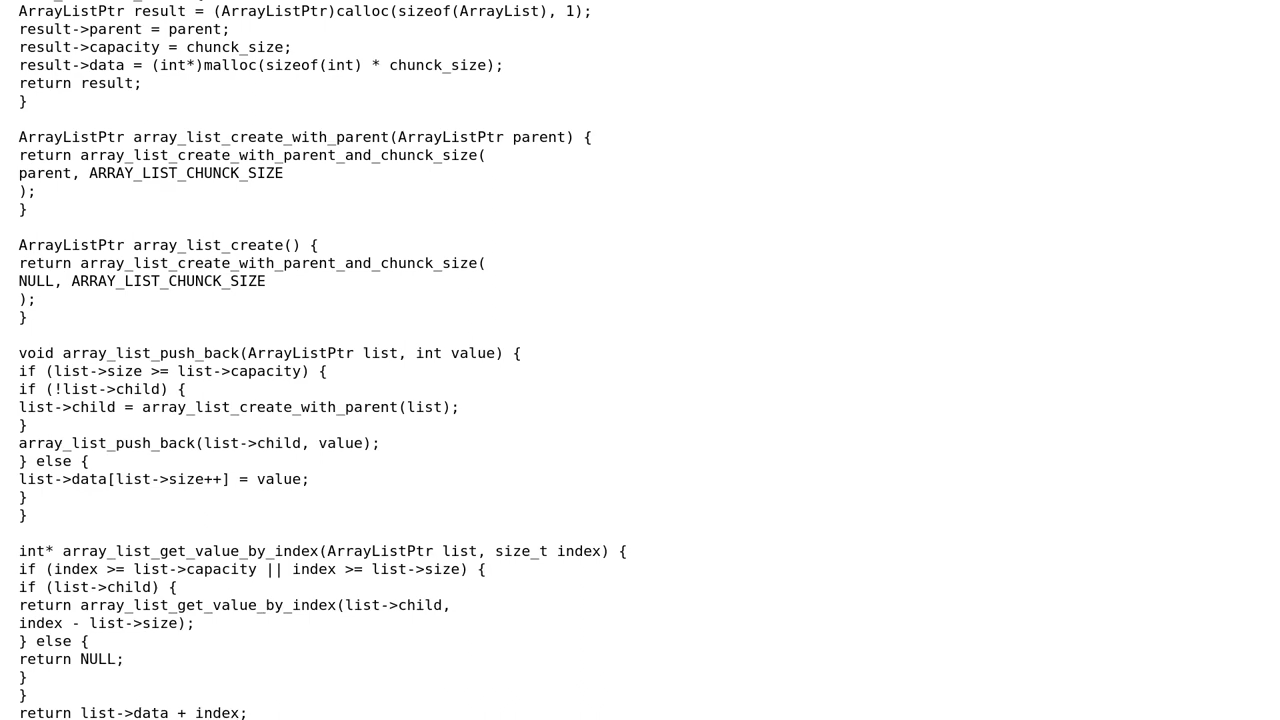 ArrayListPtr result = (ArrayListPtr)calloc(sizeof(ArrayList), 1);
result->parent = parent;
result->capacity = chunck_size;
result->data = (int*)malloc(sizeof(int) * chunck_size);
return result;
}

ArrayListPtr array_list_create_with_parent(ArrayListPtr parent) {
return array_list_create_with_parent_and_chunck_size(
parent, ARRAY_LIST_CHUNCK_SIZE
);
}

ArrayListPtr array_list_create() {
return array_list_create_with_parent_and_chunck_size(
NULL, ARRAY_LIST_CHUNCK_SIZE
);
}

void array_list_push_back(ArrayListPtr list, int value) {
if (list->size >= list->capacity) {
if (!list->child) {
list->child = array_list_create_with_parent(list);
}
array_list_push_back(list->child, value);
} else {
list->data[list->size++] = value;
}
}

int* array_list_get_value_by_index(ArrayListPtr list, size_t index) {
if (index >= list->capacity || index >= list->size) {
if (list->child) {
return array_list_get_value_by_index(list->child,
index - list->size);
} else {
return NULL;
}
}
return list->data + index;